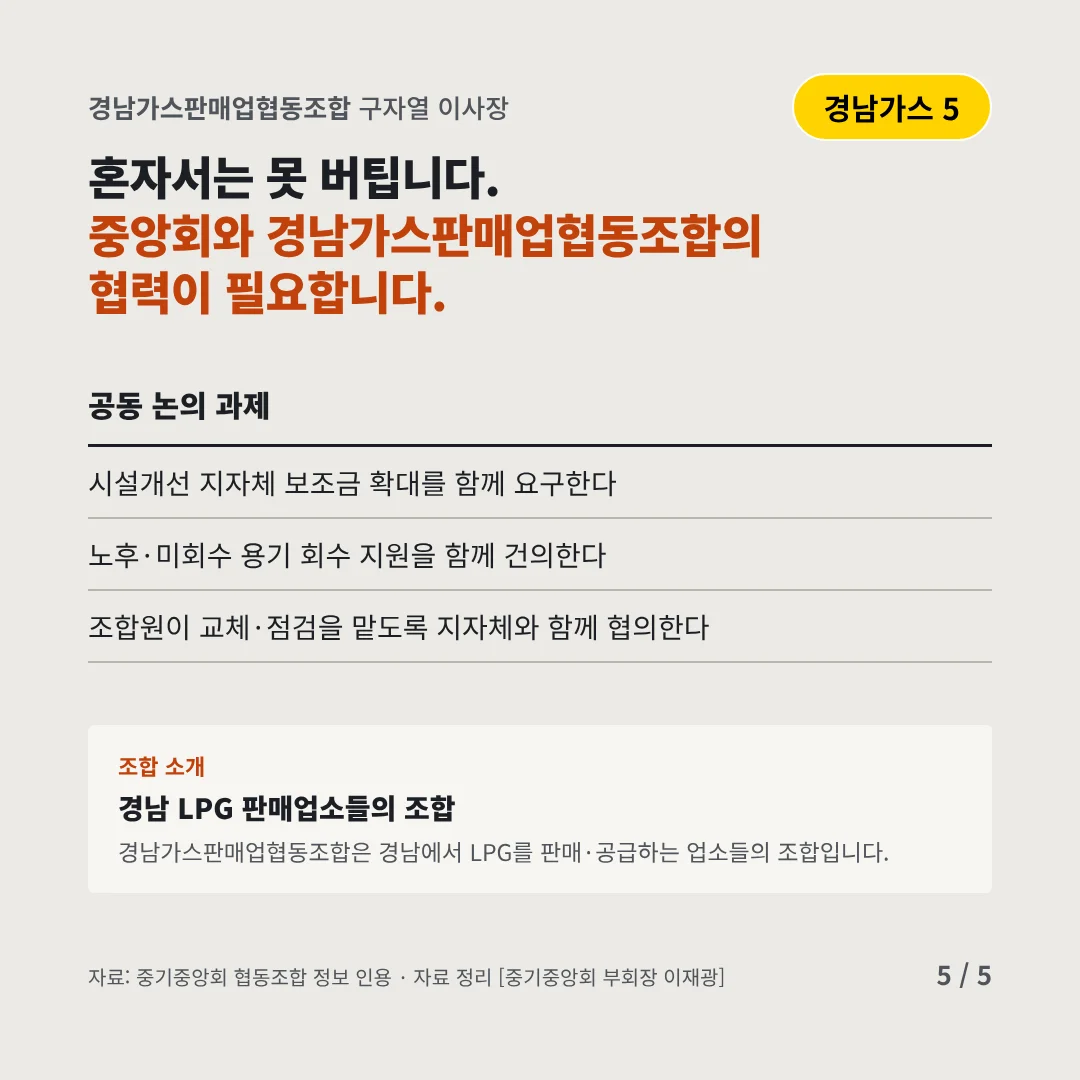 경남가스판매업협동조합 구자열 이사장
경남가스 5
혼자서는 못 버팁니다.
중앙회와 경남가스판매업협동조합의
협력이 필요합니다.
공동 논의 과제
시설개선 지자체 보조금 확대를 함께 요구한다
노후·미회수 용기 회수 지원을 함께 건의한다
조합원이 교체·점검을 맡도록 지자체와 함께 협의한다
조합 소개
경남 LPG 판매업소들의 조합
경남가스판매업협동조합은 경남에서 LPG를 판매·공급하는 업소들의 조합입니다.
자료: 중기중앙회 협동조합 정보 인용 · 자료 정리 [중기중앙회 부회장 이재광]
5 / 5